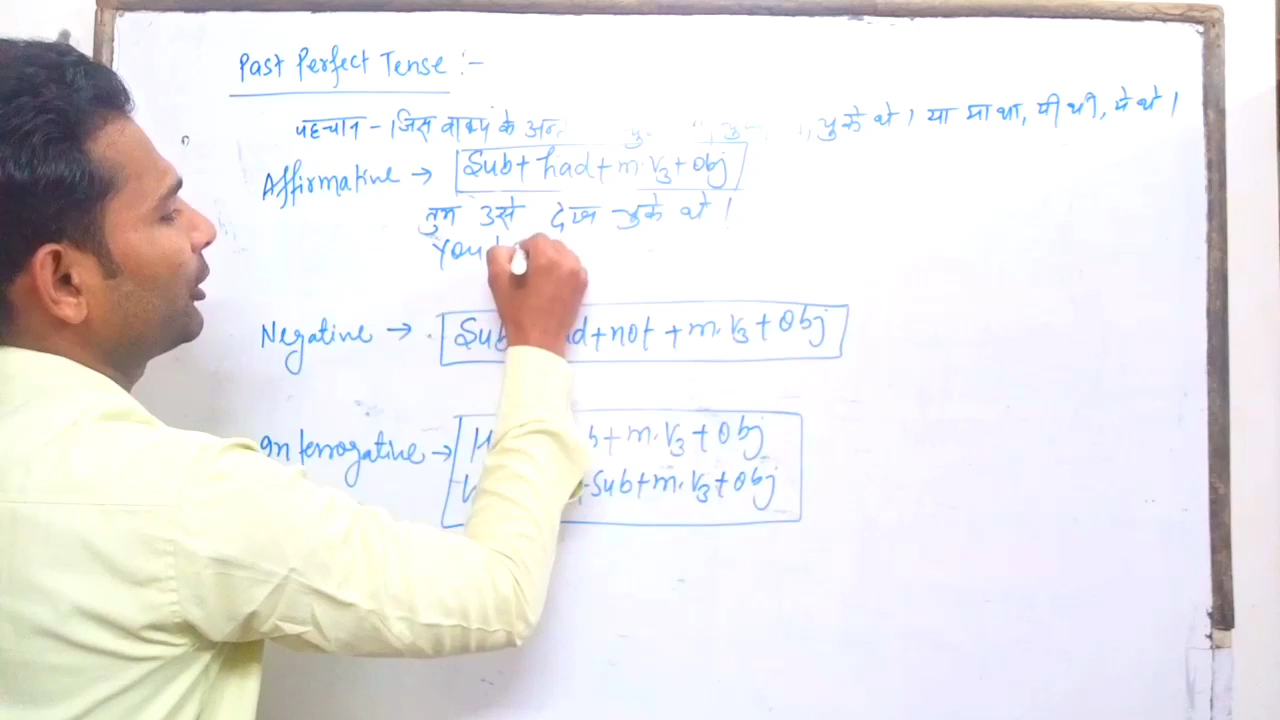 Past Perfect Tense :-
पहचान - जिस वाक्य के अन्त चुके थे। या या था, यी थी, ये थे।
Affirmative → Sub + had + m.V3 + Obj
तुम उसे देख चुके थे।
You
Negative → Sub had + not + m.V3 + Obj
Interrogative → H b + m.V3 + Obj
W Sub + m.V3 + Obj